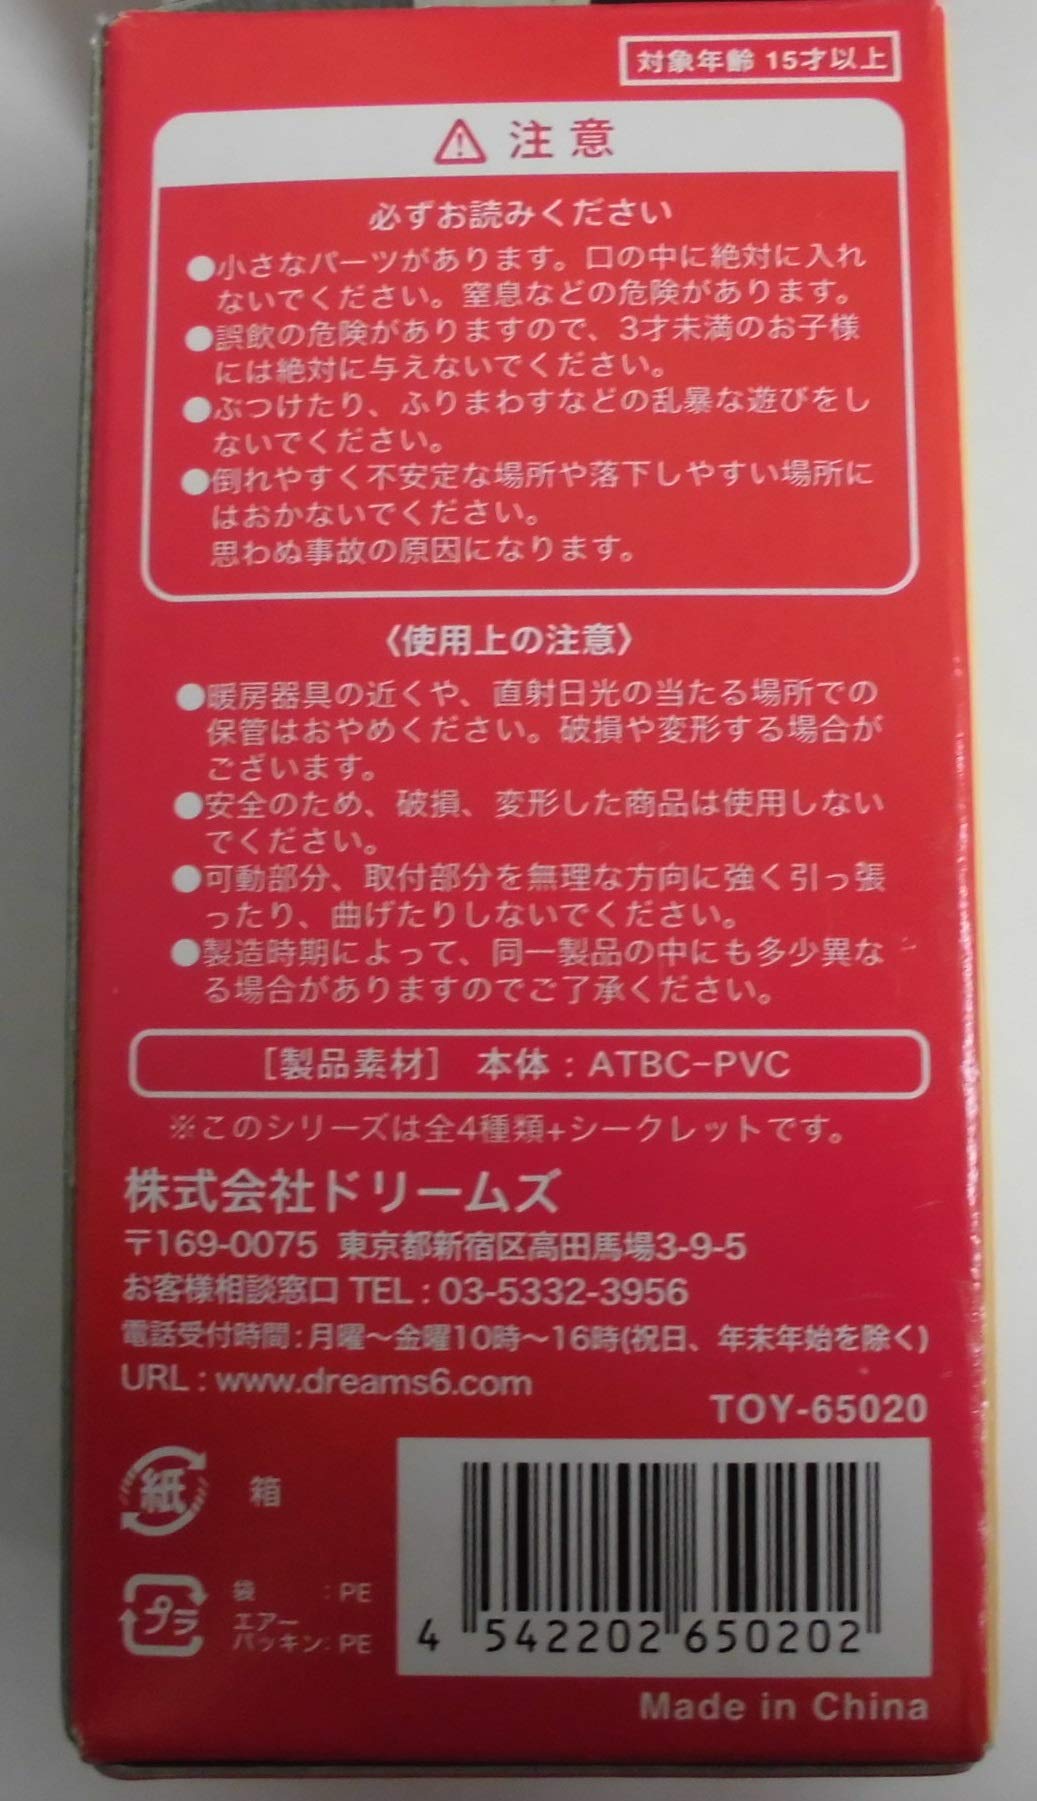 対象年齢 15才以上
注意
必ずお読みください
●小さなパーツがあります。口の中に絶対に入れ
ないでください。窒息などの危険があります。
●誤飲の危険がありますので、3才未満のお子様
には絶対に与えないでください。
●ぶつけたり、ふりまわすなどの乱暴な遊びをし
ないでください。
●倒れやすく不安定な場所や落下しやすい場所に
はおかないでください。
思わぬ事故の原因になります。
〈使用上の注意〉
●暖房器具の近くや、直射日光の当たる場所での
保管はおやめください。破損や変形する場合が
ございます。
●安全のため、破損、変形した商品は使用しない
でください。
●可動部分、取付部分を無理な方向に強く引っ張
ったり、曲げたりしないでください。
●製造時期によって、同一製品の中にも多少異な
る場合がありますのでご了承ください。
［製品素材］ 本体：ATBC-PVC
※このシリーズは全4種類+シークレットです。
株式会社ドリームズ
〒169-0075 東京都新宿区高田馬場3-9-5
お客様相談窓口 TEL：03-5332-3956
電話受付時間：月曜〜金曜10時〜16時(祝日、年末年始を除く)
URL：www.dreams6.com
TOY-65020
紙 箱
プラ 袋 ：PE
エアー
パッキン：PE
4 542202 650202
Made in China